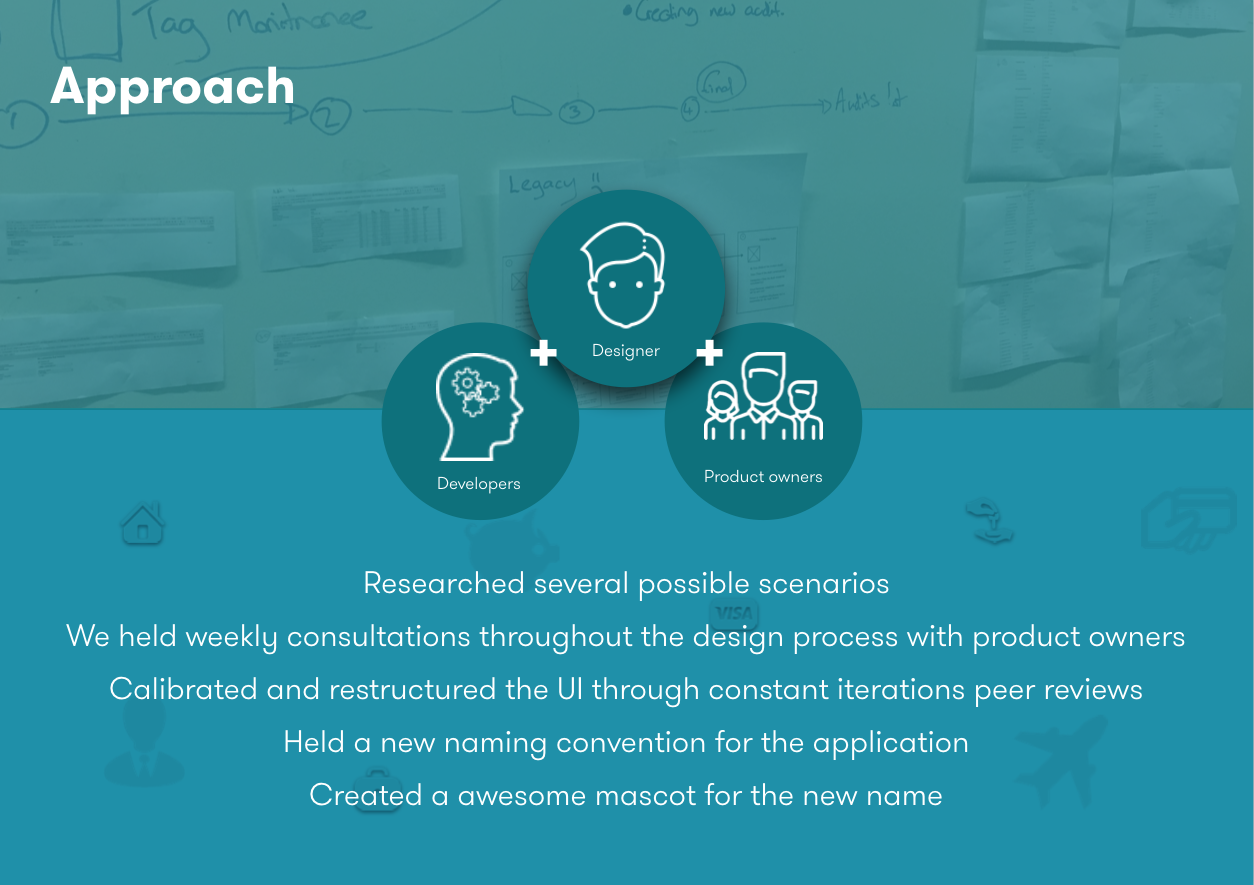 Tag Maintenance
• Creating new audit.
Approach
1
2
3
4
final
Legacy
Designer
Developers
Product owners
Researched several possible scenarios
VISA
We held weekly consultations throughout the design process with product owners
Calibrated and restructured the UI through constant iterations peer reviews
Held a new naming convention for the application
Created a awesome mascot for the new name